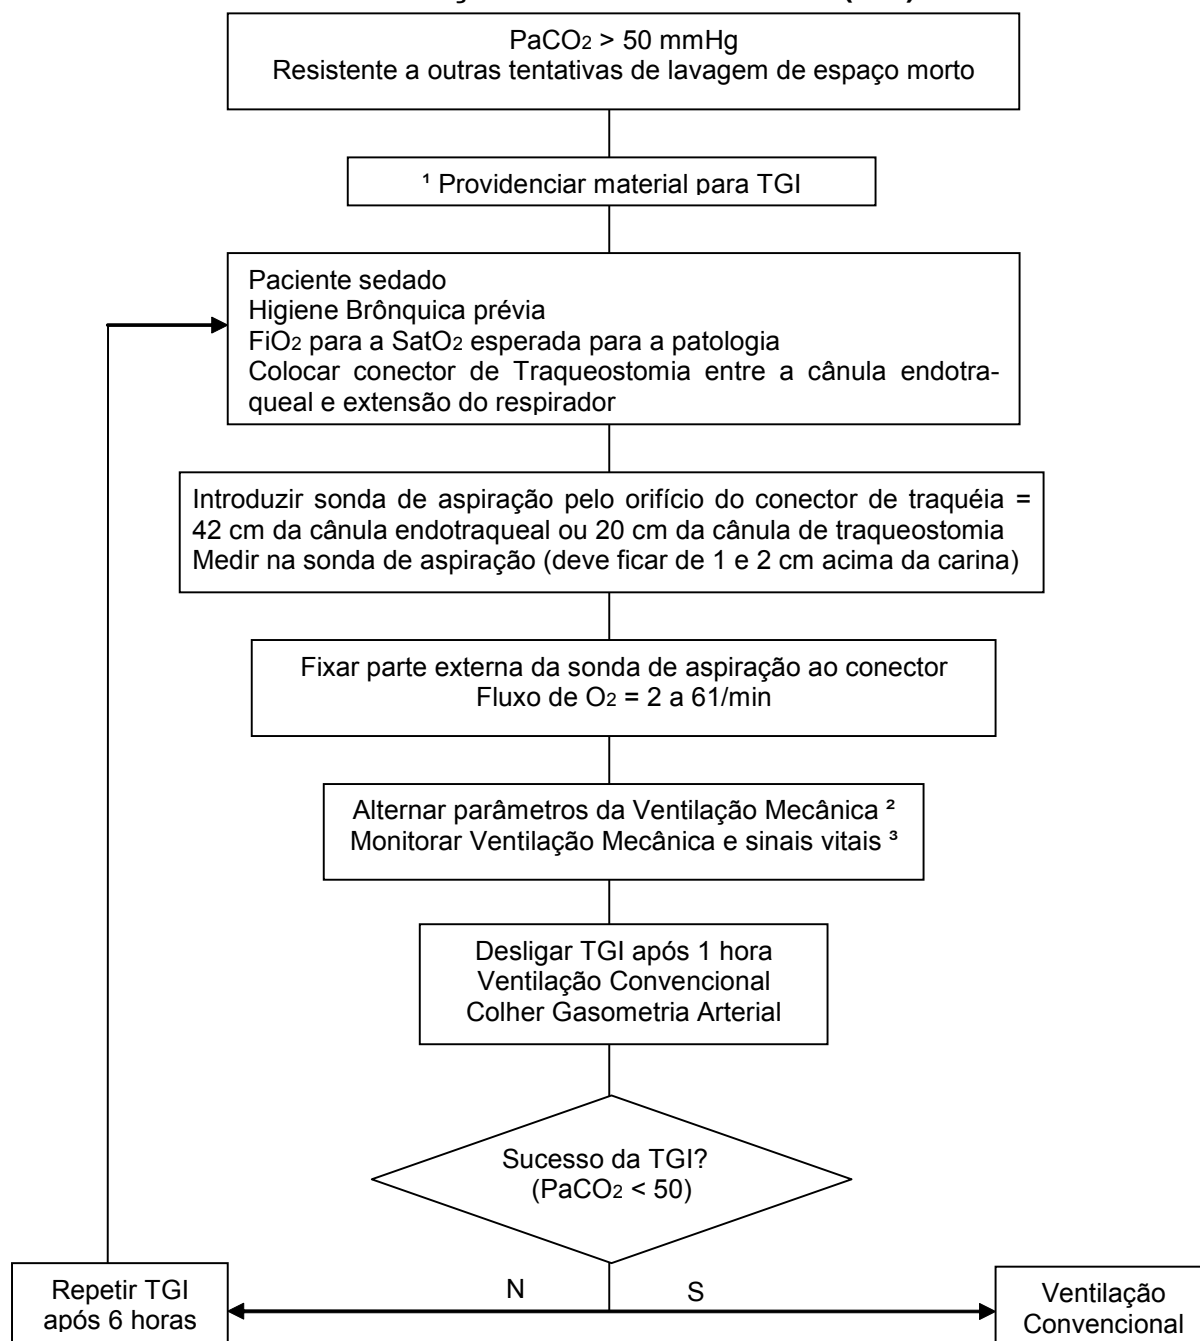 PaCO2 > 50 mmHg
Resistente a outras tentativas de lavagem de espaço morto
¹ Providenciar material para TGI
Paciente sedado
Higiene Brônquica prévia
FiO2 para a SatO2 esperada para a patologia
Colocar conector de Traqueostomia entre a cânula endotra-
queal e extensão do respirador
Introduzir sonda de aspiração pelo orifício do conector de traquéia =
42 cm da cânula endotraqueal ou 20 cm da cânula de traqueostomia
Medir na sonda de aspiração (deve ficar de 1 e 2 cm acima da carina)
Fixar parte externa da sonda de aspiração ao conector
Fluxo de O2 = 2 a 61/min
Alternar parâmetros da Ventilação Mecânica ²
Monitorar Ventilação Mecânica e sinais vitais ³
Desligar TGI após 1 hora
Ventilação Convencional
Colher Gasometria Arterial
Sucesso da TGI?
(PaCO2 < 50)
N
S
Repetir TGI
após 6 horas
Ventilação
Convencional